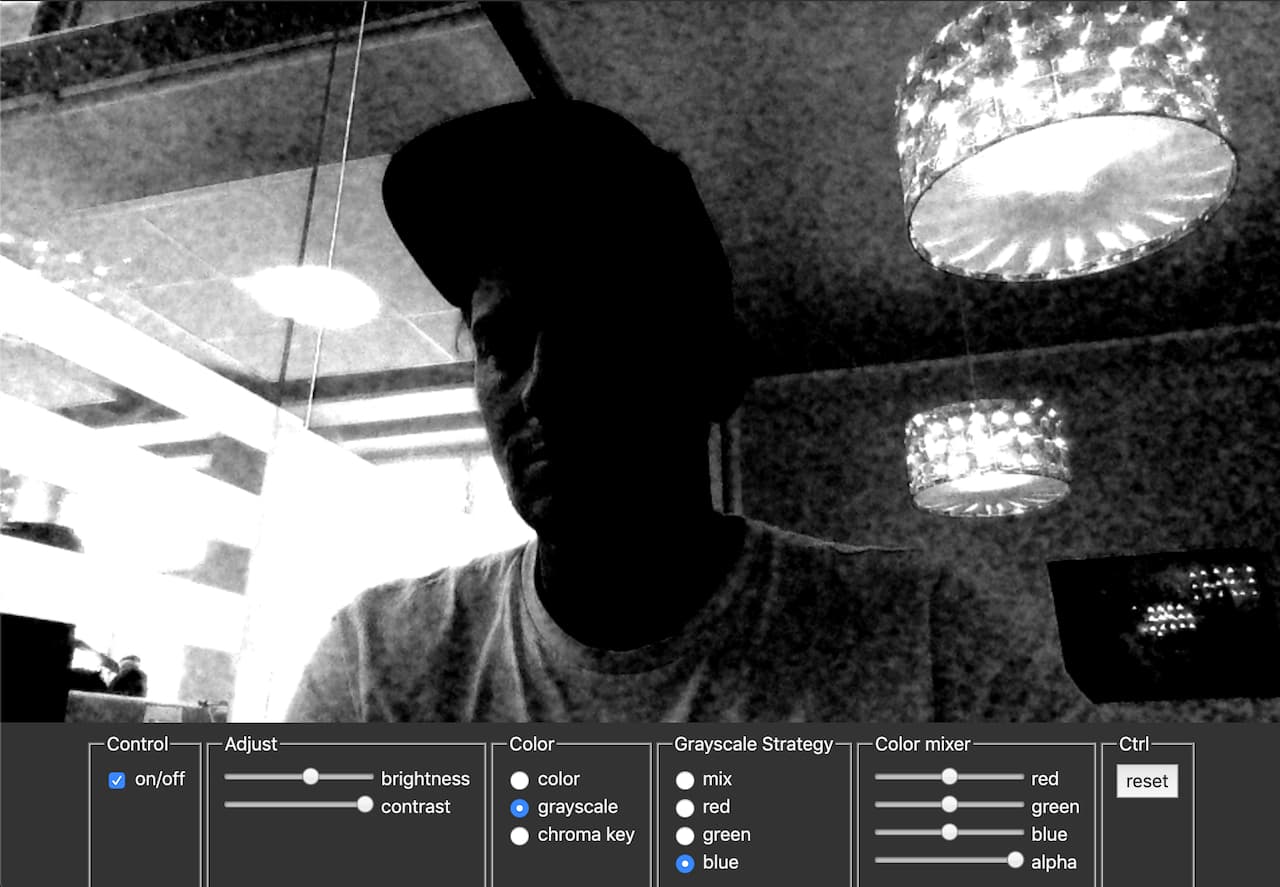 Control
on/off
Adjust
brightness
contrast
Color
color
grayscale
chroma key
Grayscale Strategy
mix
red
green
blue
Color mixer
red
green
blue
alpha
Ctrl
reset